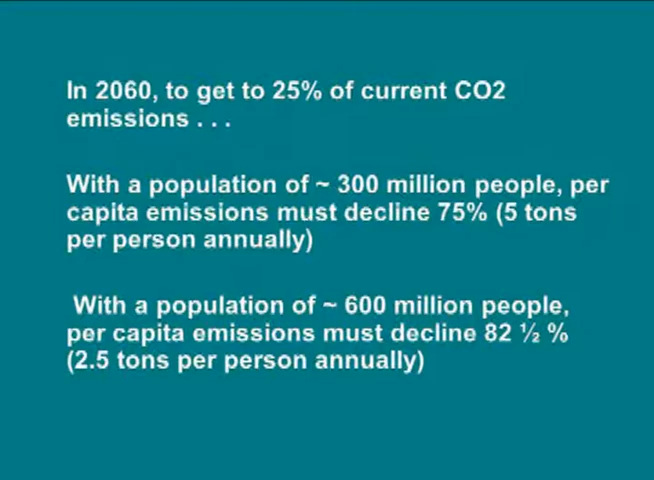 In 2060, to get to 25% of current CO2
emissions . . .
With a population of ~ 300 million people, per
capita emissions must decline 75% (5 tons
per person annually)
With a population of ~ 600 million people,
per capita emissions must decline 82 ½ %
(2.5 tons per person annually)